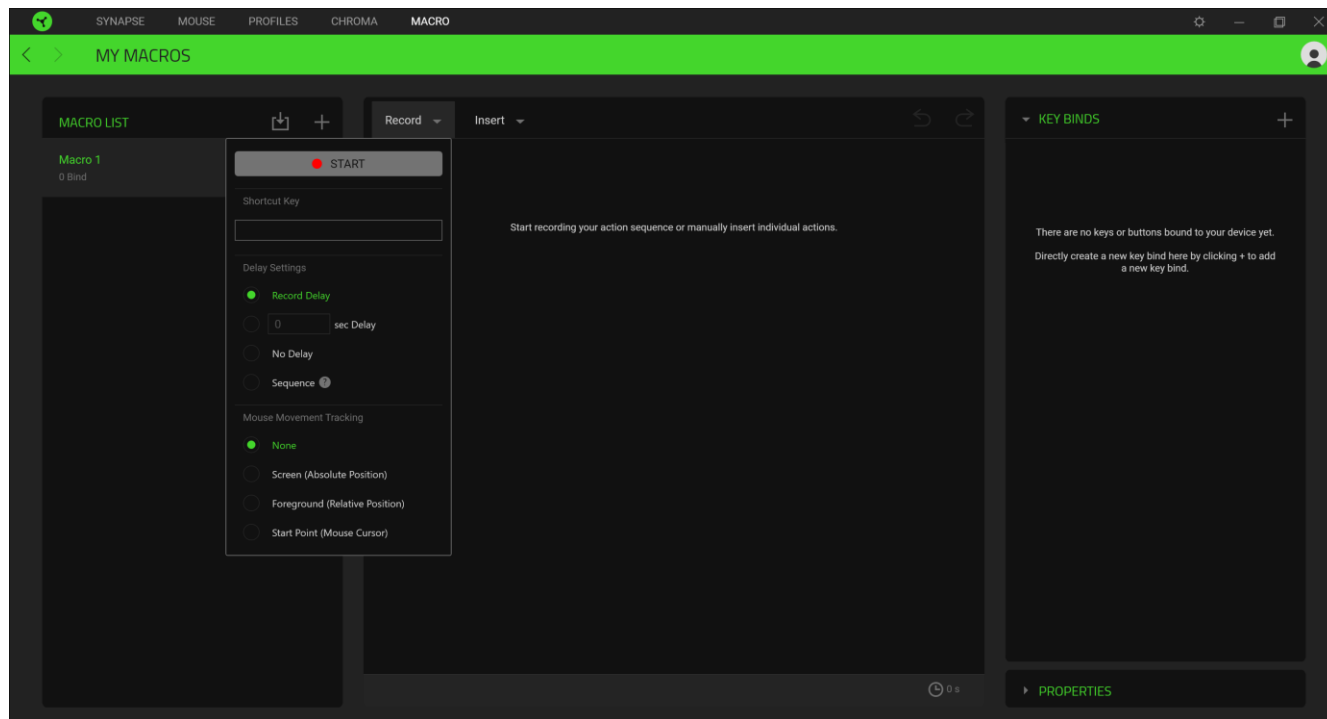 SYNAPSE MOUSE PROFILES CHROMA MACRO
MY MACROS
MACRO LIST
Macro 1
0 Bind
Record Insert
START
Shortcut Key
Delay Settings
Record Delay
0 sec Delay
No Delay
Sequence ?
Mouse Movement Tracking
None
Screen (Absolute Position)
Foreground (Relative Position)
Start Point (Mouse Cursor)
Start recording your action sequence or manually insert individual actions.
0 s
KEY BINDS
There are no keys or buttons bound to your device yet.
Directly create a new key bind here by clicking + to add
a new key bind.
PROPERTIES